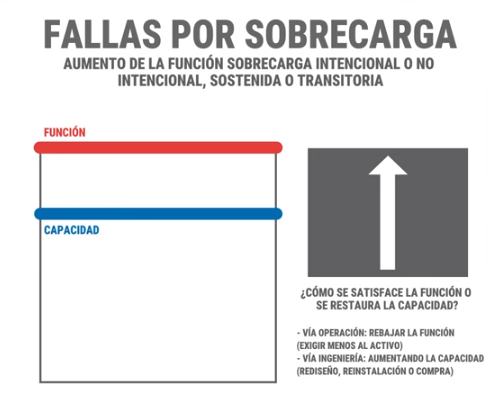 FALLAS POR SOBRECARGA
AUMENTO DE LA FUNCIÓN SOBRECARGA INTENCIONAL O NO
INTENCIONAL, SOSTENIDA O TRANSITORIA
FUNCIÓN
CAPACIDAD
¿CÓMO SE SATISFACE LA FUNCIÓN O
SE RESTAURA LA CAPACIDAD?
- VÍA OPERACIÓN: REBAJAR LA FUNCIÓN
(EXIGIR MENOS AL ACTIVO)
- VÍA INGENIERÍA: AUMENTANDO LA CAPACIDAD
(REDISEÑO, REINSTALACIÓN O COMPRA)